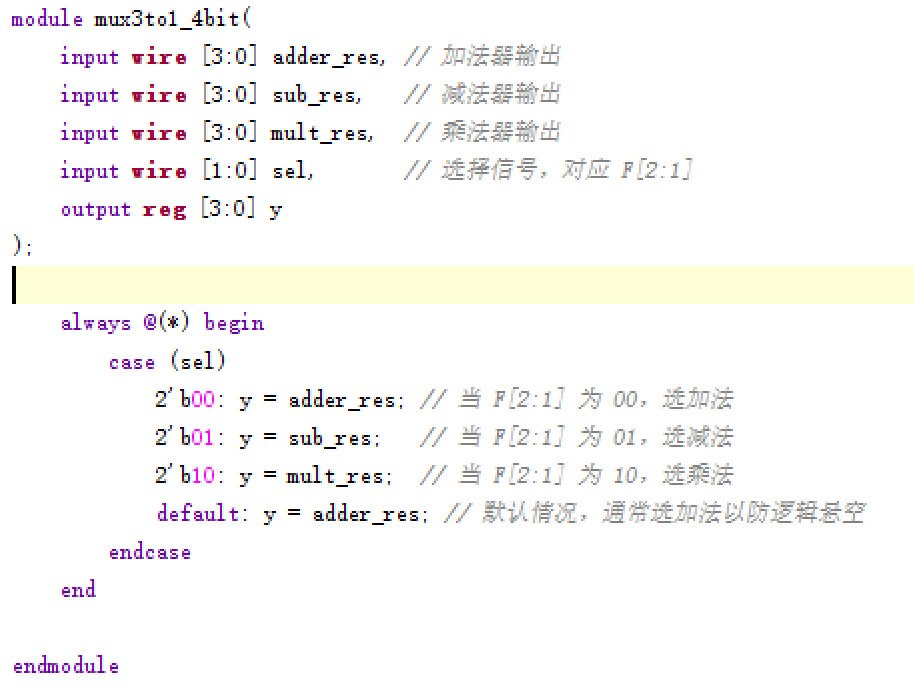 module mux3to1_4bit(
    input wire [3:0] adder_res, // 加法器输出
    input wire [3:0] sub_res,   // 减法器输出
    input wire [3:0] mult_res,  // 乘法器输出
    input wire [1:0] sel,       // 选择信号，对应 F[2:1]
    output reg [3:0] y
);
    always @(*) begin
        case (sel)
            2'b00: y = adder_res; // 当 F[2:1] 为 00，选加法
            2'b01: y = sub_res;   // 当 F[2:1] 为 01，选减法
            2'b10: y = mult_res;  // 当 F[2:1] 为 10，选乘法
            default: y = adder_res; // 默认情况，通常选加法以防逻辑悬空
        endcase
    end
endmodule